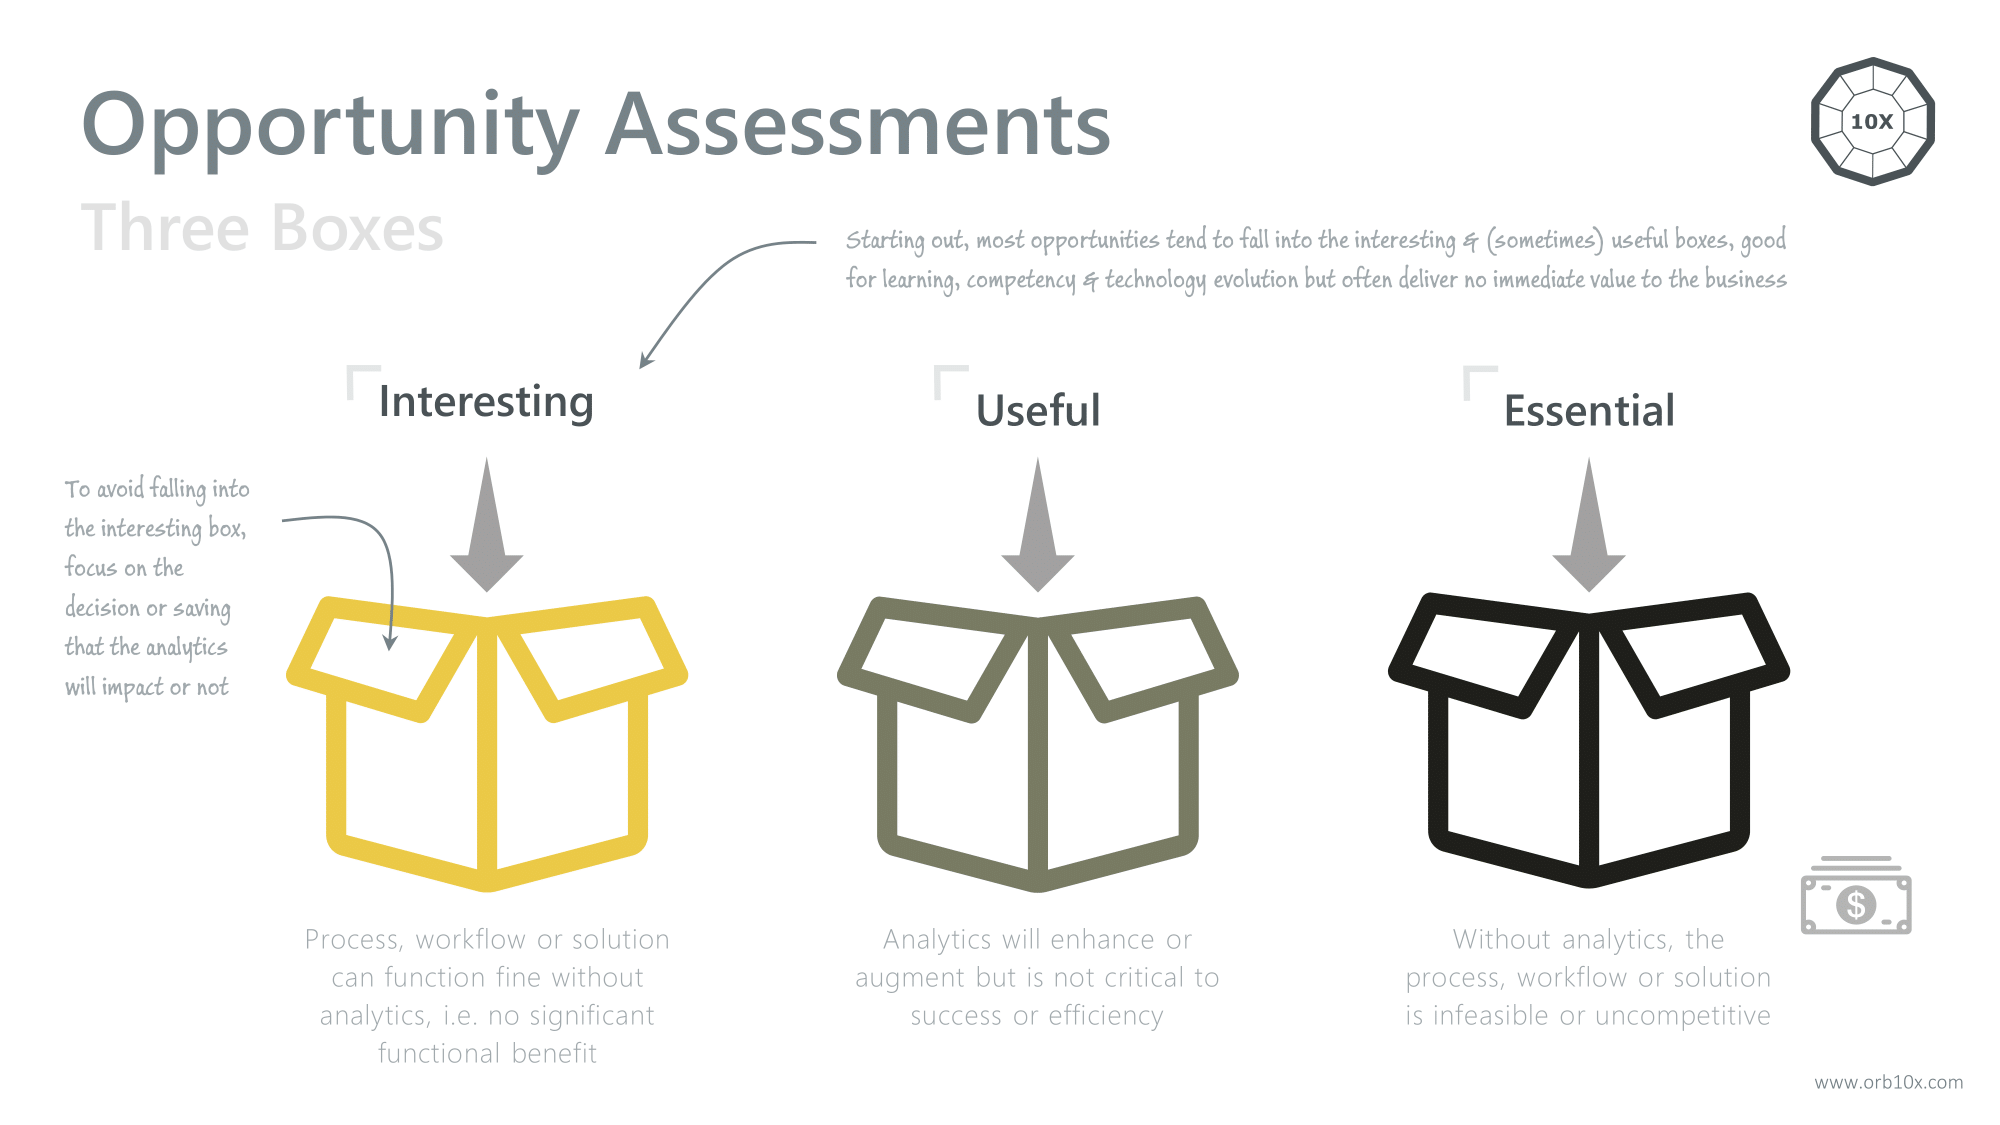 Opportunity Assessments
10X
Three Boxes
Starting out, most opportunities tend to fall into the interesting & (sometimes) useful boxes, good
for learning, competency & technology evolution but often deliver no immediate value to the business
Interesting
Useful
Essential
To avoid falling into
the interesting box,
focus on the
decision or saving
that the analytics
will impact or not
Process, workflow or solution
can function fine without
analytics, i.e. no significant
functional benefit
Analytics will enhance or
augment but is not critical to
success or efficiency
Without analytics, the
process, workflow or solution
is infeasible or uncompetitive
$
www.orb10x.com